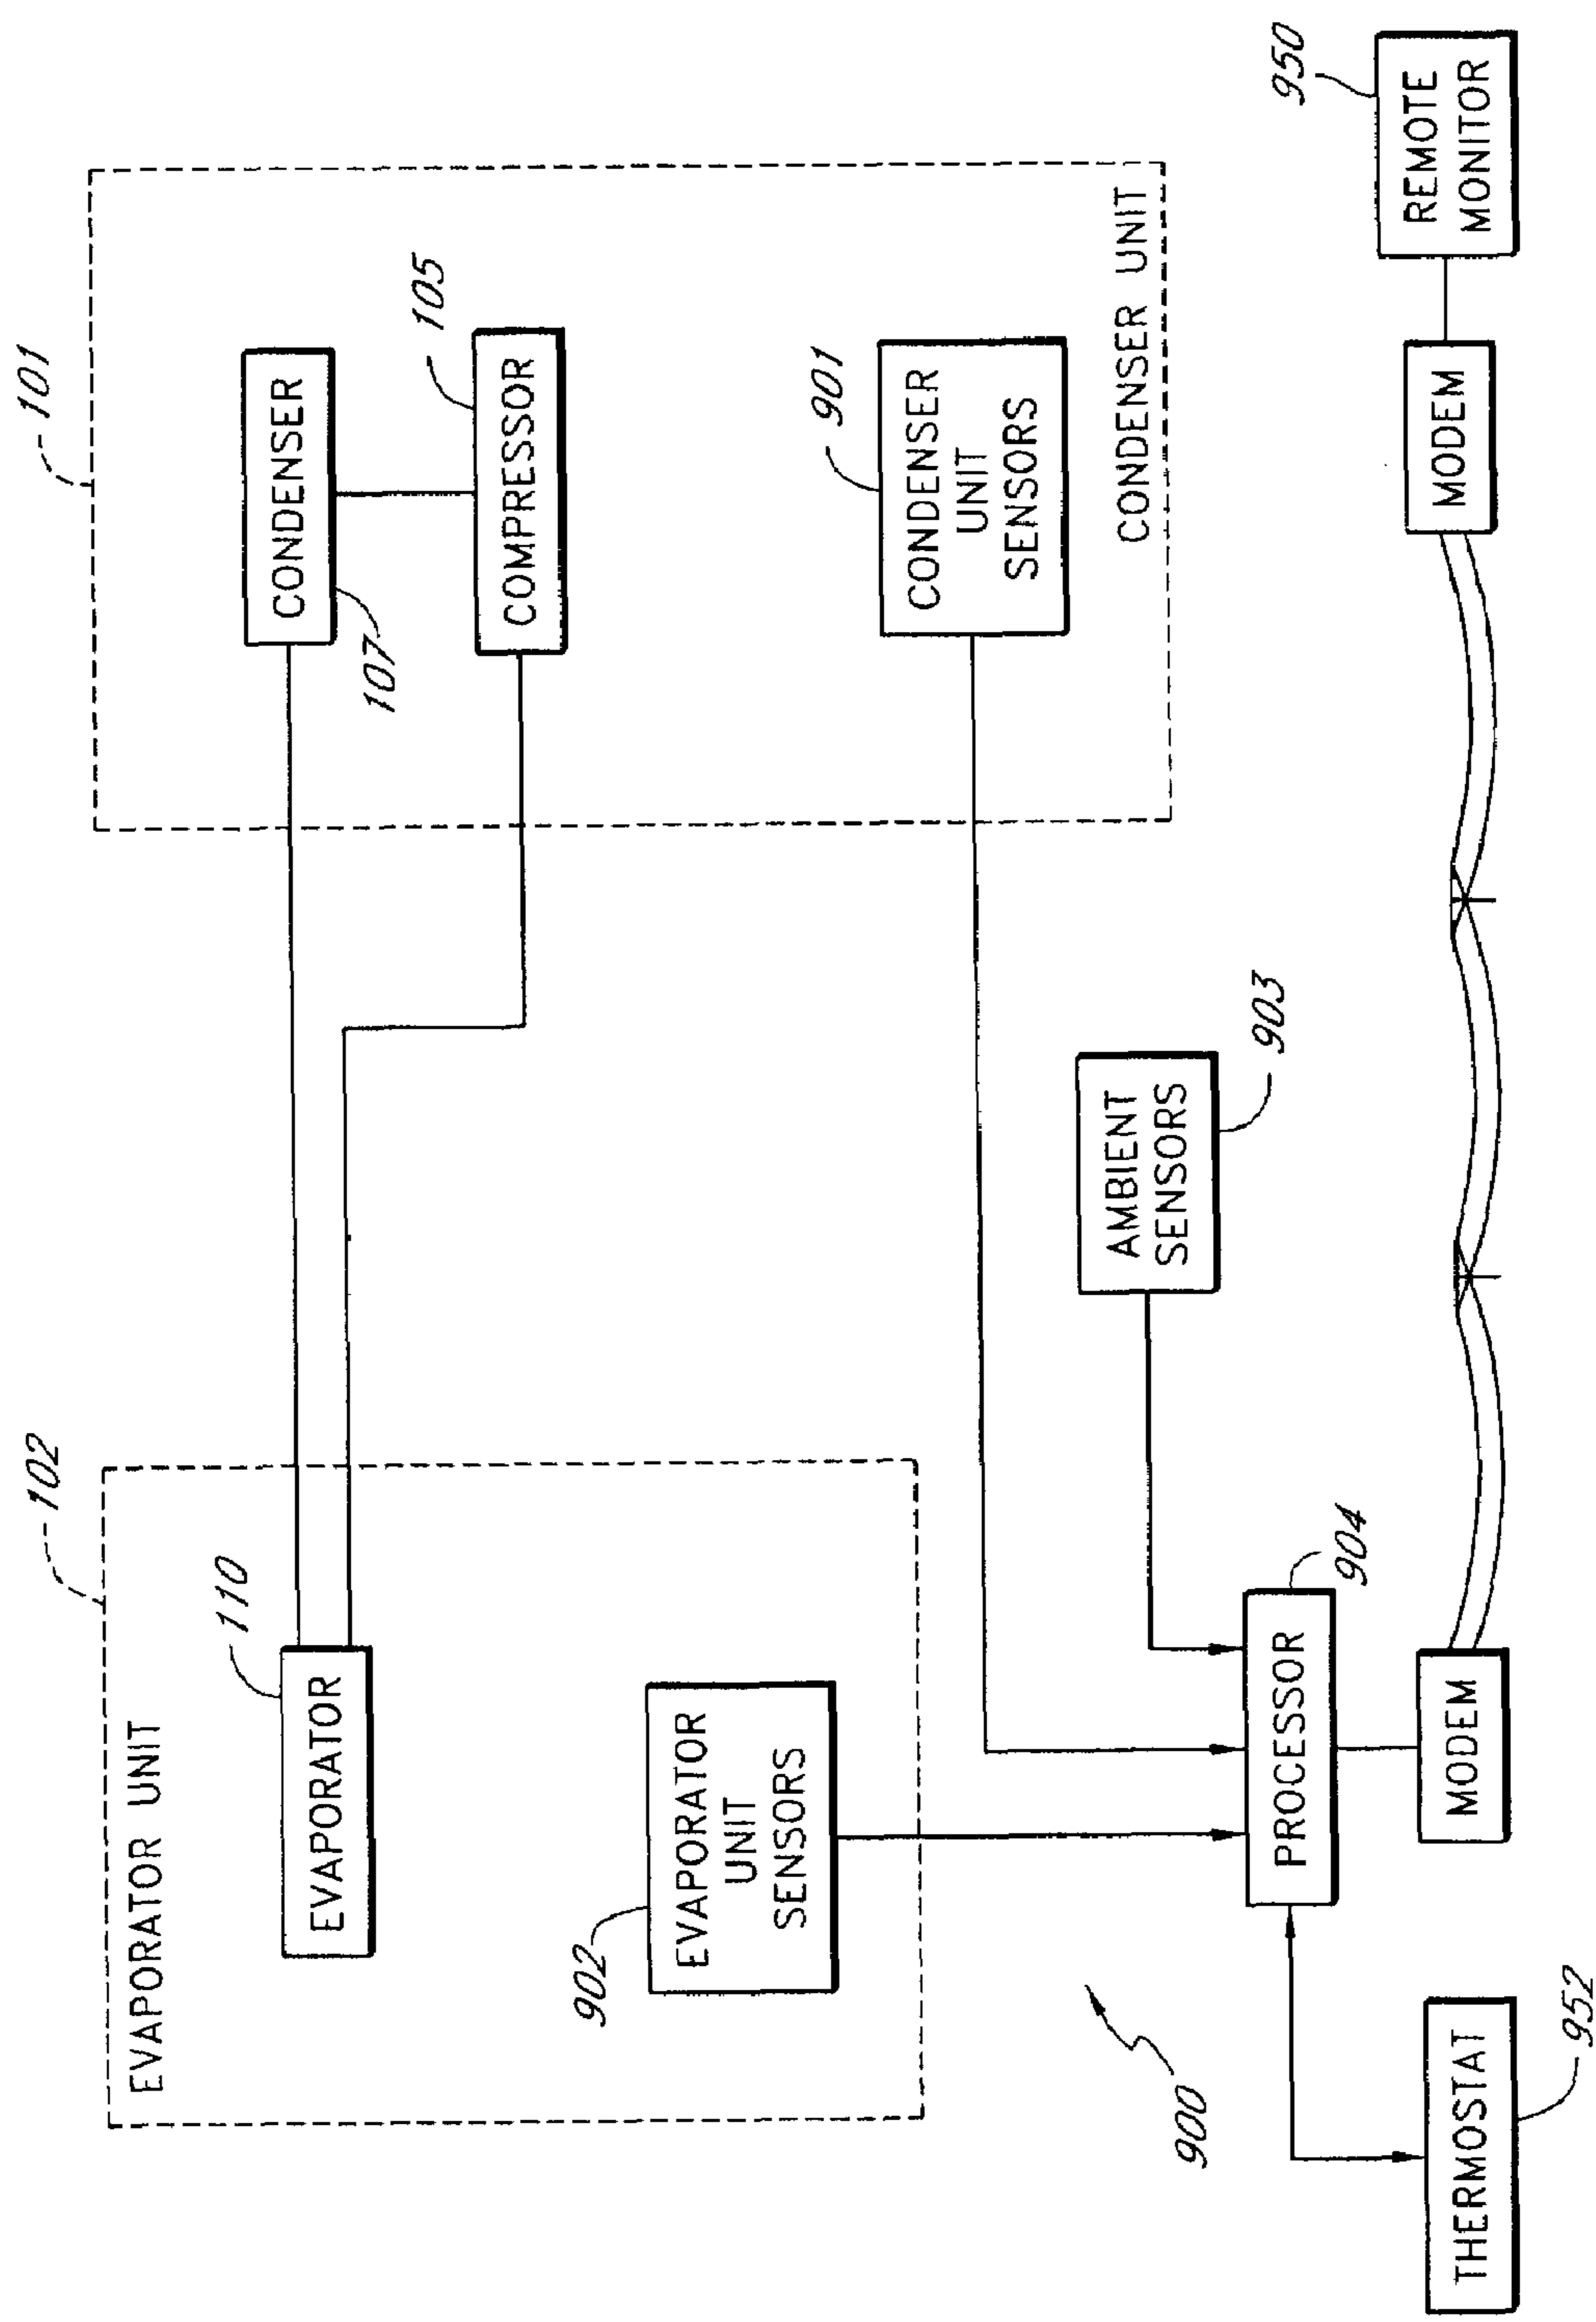 102
EVAPORATOR UNIT
110
EVAPORATOR
902
EVAPORATOR
UNIT
SENSORS
101
CONDENSER
107
105
COMPRESSOR
901
CONDENSER
UNIT
SENSORS
CONDENSER UNIT
903
AMBIENT
SENSORS
900
904
PROCESSOR
THERMOSTAT
952
MODEM
MODEM
950
REMOTE
MONITOR